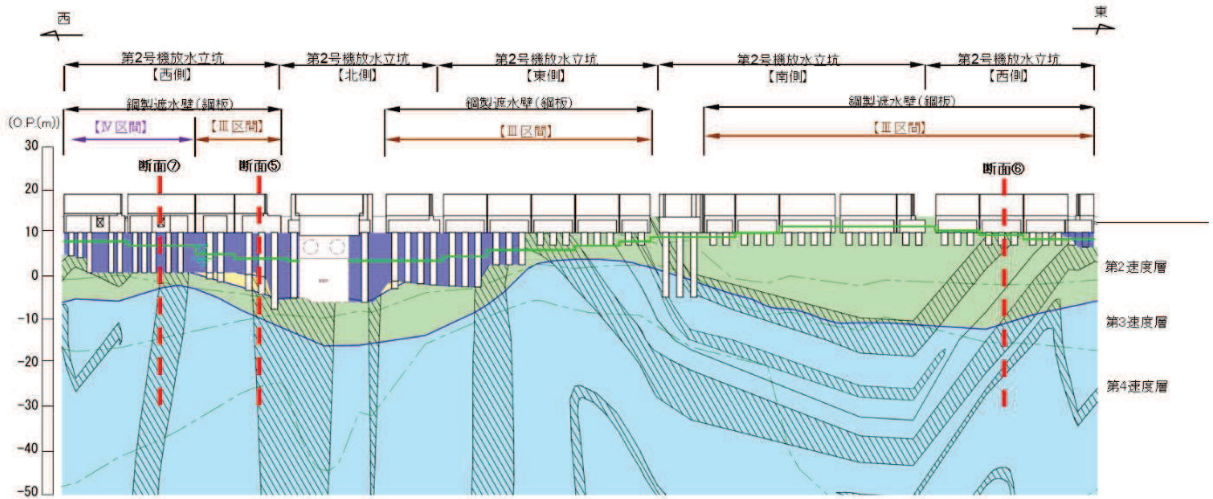 西
東
第2号機放水立坑
【西側】
第2号機放水立坑
【北側】
第2号機放水立坑
【東側】
第2号機放水立坑
【南側】
第2号機放水立坑
【西側】
鋼製遮水壁(鋼板)
鋼製遮水壁(鋼板)
鋼製遮水壁(鋼板)
【Ⅳ区間】
【Ⅲ区間】
【Ⅲ区間】
【Ⅲ区間】
(O.P.(m))
断面⑦
断面⑤
断面⑥
30
20
10
0
-10
-20
-30
-40
-50
第2速度層
第3速度層
第4速度層